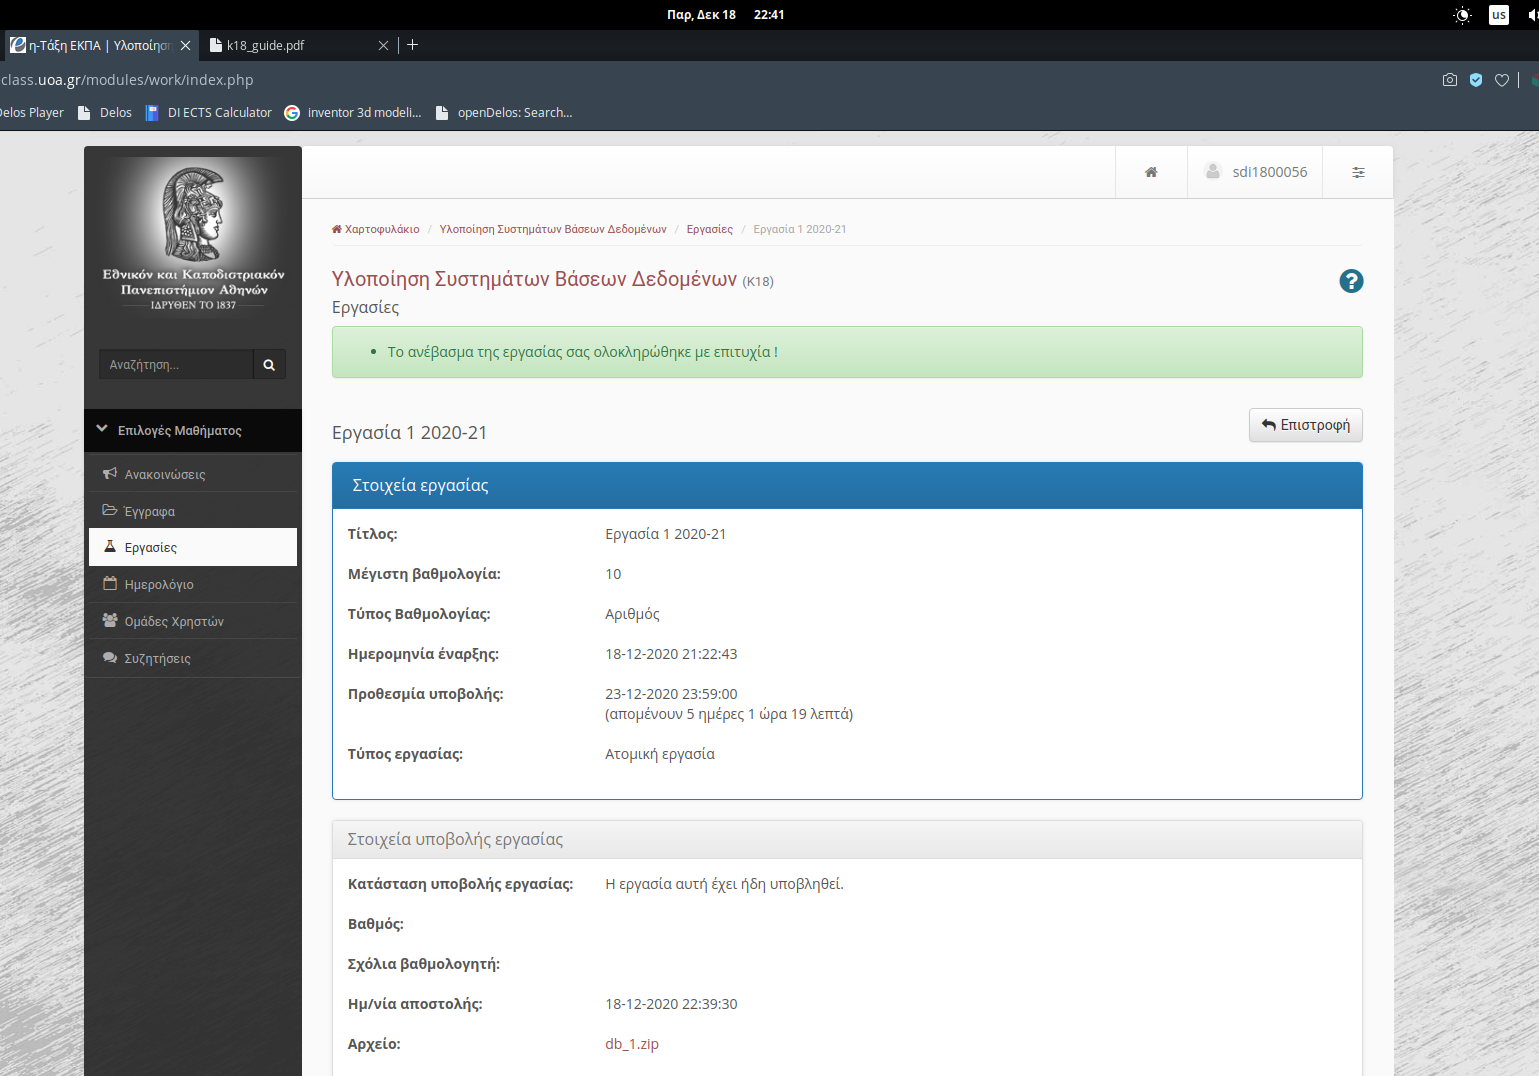 Παρ, Δεκ 18 22:41
us
η-Τάξη ΕΚΠΑ | Υλοποίηση
k18_guide.pdf
class.uoa.gr/modules/work/index.php
Delos Player
Delos
DI ECTS Calculator
inventor 3d modeli...
openDelos: Search...
Εθνικόν και Καποδιστριακόν
Πανεπιστήμιον Αθηνών
ΙΔΡΥΘΕΝ ΤΟ 1837
sdi1800056
Χαρτοφυλάκιο / Υλοποίηση Συστημάτων Βάσεων Δεδομένων / Εργασίες / Εργασία 1 2020-21
Υλοποίηση Συστημάτων Βάσεων Δεδομένων (K18)
Εργασίες
Το ανέβασμα της εργασίας σας ολοκληρώθηκε με επιτυχία !
Αναζήτηση...
Επιλογές Μαθήματος
Ανακοινώσεις
Έγγραφα
Εργασίες
Ημερολόγιο
Ομάδες Χρηστών
Συζητήσεις
Εργασία 1 2020-21
Επιστροφή
Στοιχεία εργασίας
Τίτλος: Εργασία 1 2020-21
Μέγιστη βαθμολογία: 10
Τύπος Βαθμολογίας: Αριθμός
Ημερομηνία έναρξης: 18-12-2020 21:22:43
Προθεσμία υποβολής: 23-12-2020 23:59:00
(απομένουν 5 ημέρες 1 ώρα 19 λεπτά)
Τύπος εργασίας: Ατομική εργασία
Στοιχεία υποβολής εργασίας
Κατάσταση υποβολής εργασίας: Η εργασία αυτή έχει ήδη υποβληθεί.
Βαθμός:
Σχόλια βαθμολογητή:
Ημ/νία αποστολής: 18-12-2020 22:39:30
Αρχείο: db_1.zip